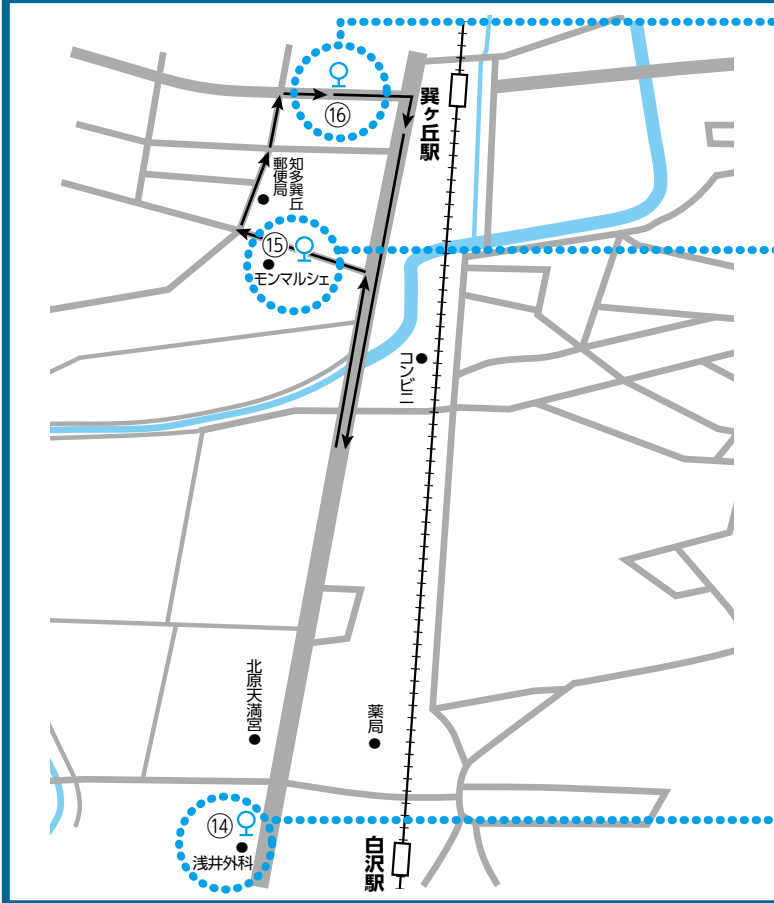 ⑯
巽ヶ丘駅
知多巽丘
郵便局
⑮
モンマルシェ
コンビニ
北原天満宮
薬局
⑭
浅井外科
白沢駅